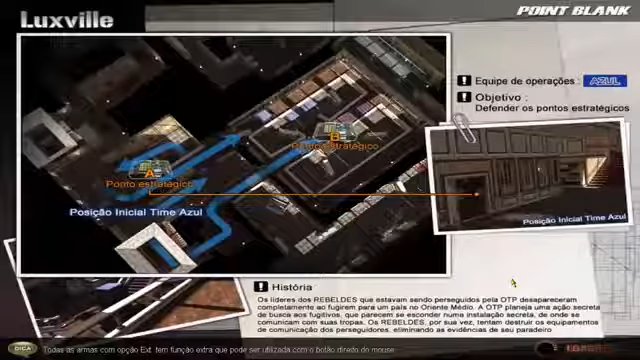 Luxville
POINT BLANK
! Equipe de operações : AZUL
! Objetivo :
Defender os pontos estratégicos
A
Ponto estratégico
B
Ponto estratégico
Posição Inicial Time Azul
Posição Inicial Time Azul
! História
Os líderes dos REBELDES que estavam sendo perseguidos pela OTP desapareceram
completamente ao fugirem para um país no Oriente Médio. A OTP planeja uma ação secreta
de busca aos fugitivos, que parecem se esconder numa instalação secreta, de onde se
comunicam com suas tropas. Os REBELDES, por sua vez, tentam destruir os equipamentos
de comunicação dos perseguidores, eliminando as evidências de seu paradeiro
DICA
Todas as armas com opção Ext. tem função extra que pode ser utilizada com o botão direito do mouse